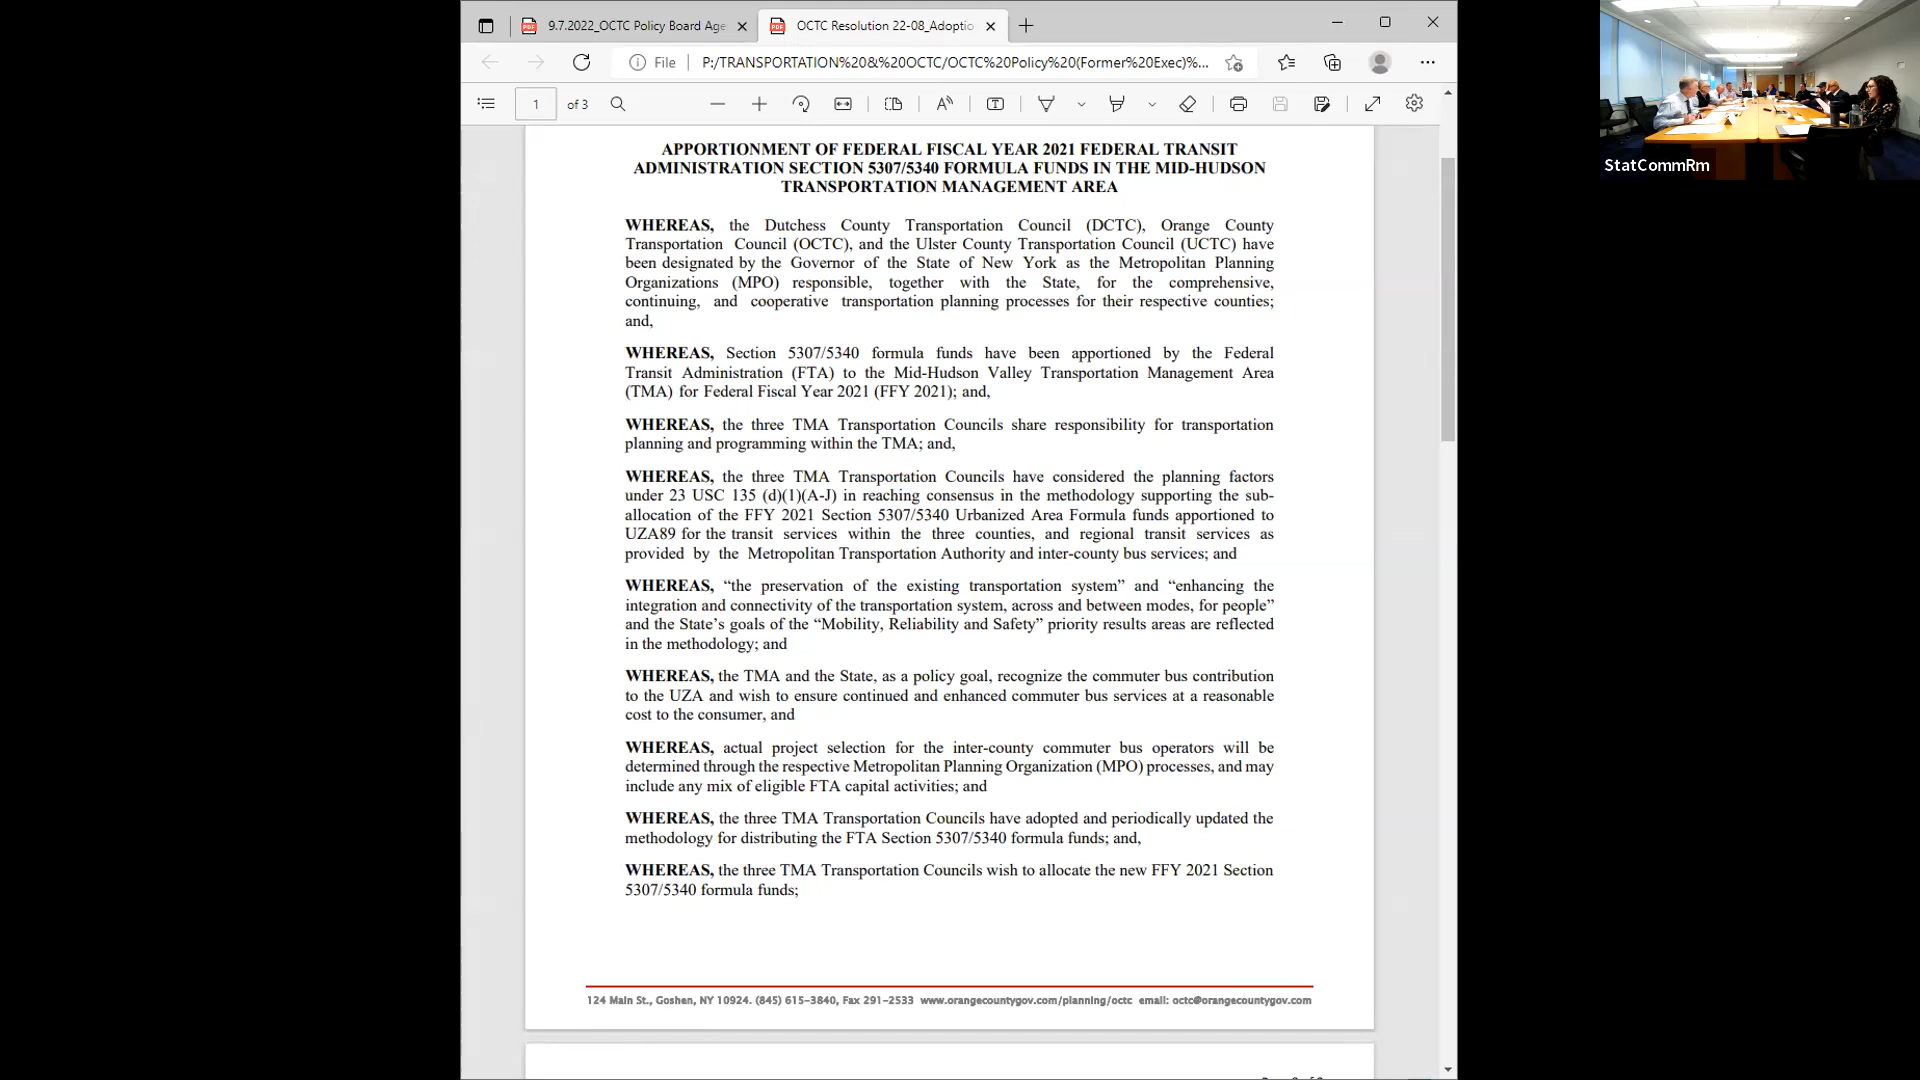 9.7.2022_OCTC Policy Board Age
OCTC Resolution 22-08_Adoptio
File
P:/TRANSPORTATION%20&%20OCTC/OCTC%20Policy%20(Former%20Exec)%...
1 of 3
APPORTIONMENT OF FEDERAL FISCAL YEAR 2021 FEDERAL TRANSIT
ADMINISTRATION SECTION 5307/5340 FORMULA FUNDS IN THE MID-HUDSON
TRANSPORTATION MANAGEMENT AREA
WHEREAS, the Dutchess County Transportation Council (DCTC), Orange County
Transportation Council (OCTC), and the Ulster County Transportation Council (UCTC) have
been designated by the Governor of the State of New York as the Metropolitan Planning
Organizations (MPO) responsible, together with the State, for the comprehensive,
continuing, and cooperative transportation planning processes for their respective counties;
and,
WHEREAS, Section 5307/5340 formula funds have been apportioned by the Federal
Transit Administration (FTA) to the Mid-Hudson Valley Transportation Management Area
(TMA) for Federal Fiscal Year 2021 (FFY 2021); and,
WHEREAS, the three TMA Transportation Councils share responsibility for transportation
planning and programming within the TMA; and,
WHEREAS, the three TMA Transportation Councils have considered the planning factors
under 23 USC 135 (d)(1)(A-J) in reaching consensus in the methodology supporting the sub-
allocation of the FFY 2021 Section 5307/5340 Urbanized Area Formula funds apportioned to
UZA89 for the transit services within the three counties, and regional transit services as
provided by the Metropolitan Transportation Authority and inter-county bus services; and
WHEREAS, “the preservation of the existing transportation system” and “enhancing the
integration and connectivity of the transportation system, across and between modes, for people”
and the State’s goals of the “Mobility, Reliability and Safety” priority results areas are reflected
in the methodology; and
WHEREAS, the TMA and the State, as a policy goal, recognize the commuter bus contribution
to the UZA and wish to ensure continued and enhanced commuter bus services at a reasonable
cost to the consumer, and
WHEREAS, actual project selection for the inter-county commuter bus operators will be
determined through the respective Metropolitan Planning Organization (MPO) processes, and may
include any mix of eligible FTA capital activities; and
WHEREAS, the three TMA Transportation Councils have adopted and periodically updated the
methodology for distributing the FTA Section 5307/5340 formula funds; and,
WHEREAS, the three TMA Transportation Councils wish to allocate the new FFY 2021 Section
5307/5340 formula funds;
124 Main St., Goshen, NY 10924. (845) 615-3840, Fax 291-2533 www.orangecountygov.com/planning/octc email: octc@orangecountygov.com
StatCommRm